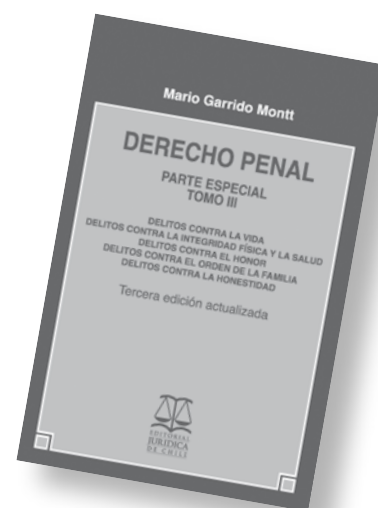 Mario Garrido Montt
DERECHO PENAL
PARTE ESPECIAL
TOMO III
DELITOS CONTRA LA VIDA
DELITOS CONTRA LA INTEGRIDAD FÍSICA Y LA SALUD
DELITOS CONTRA EL HONOR
DELITOS CONTRA EL ORDEN DE LA FAMILIA
DELITOS CONTRA LA HONESTIDAD
Tercera edición actualizada
EDITORIAL
JURIDICA
DE CHILE